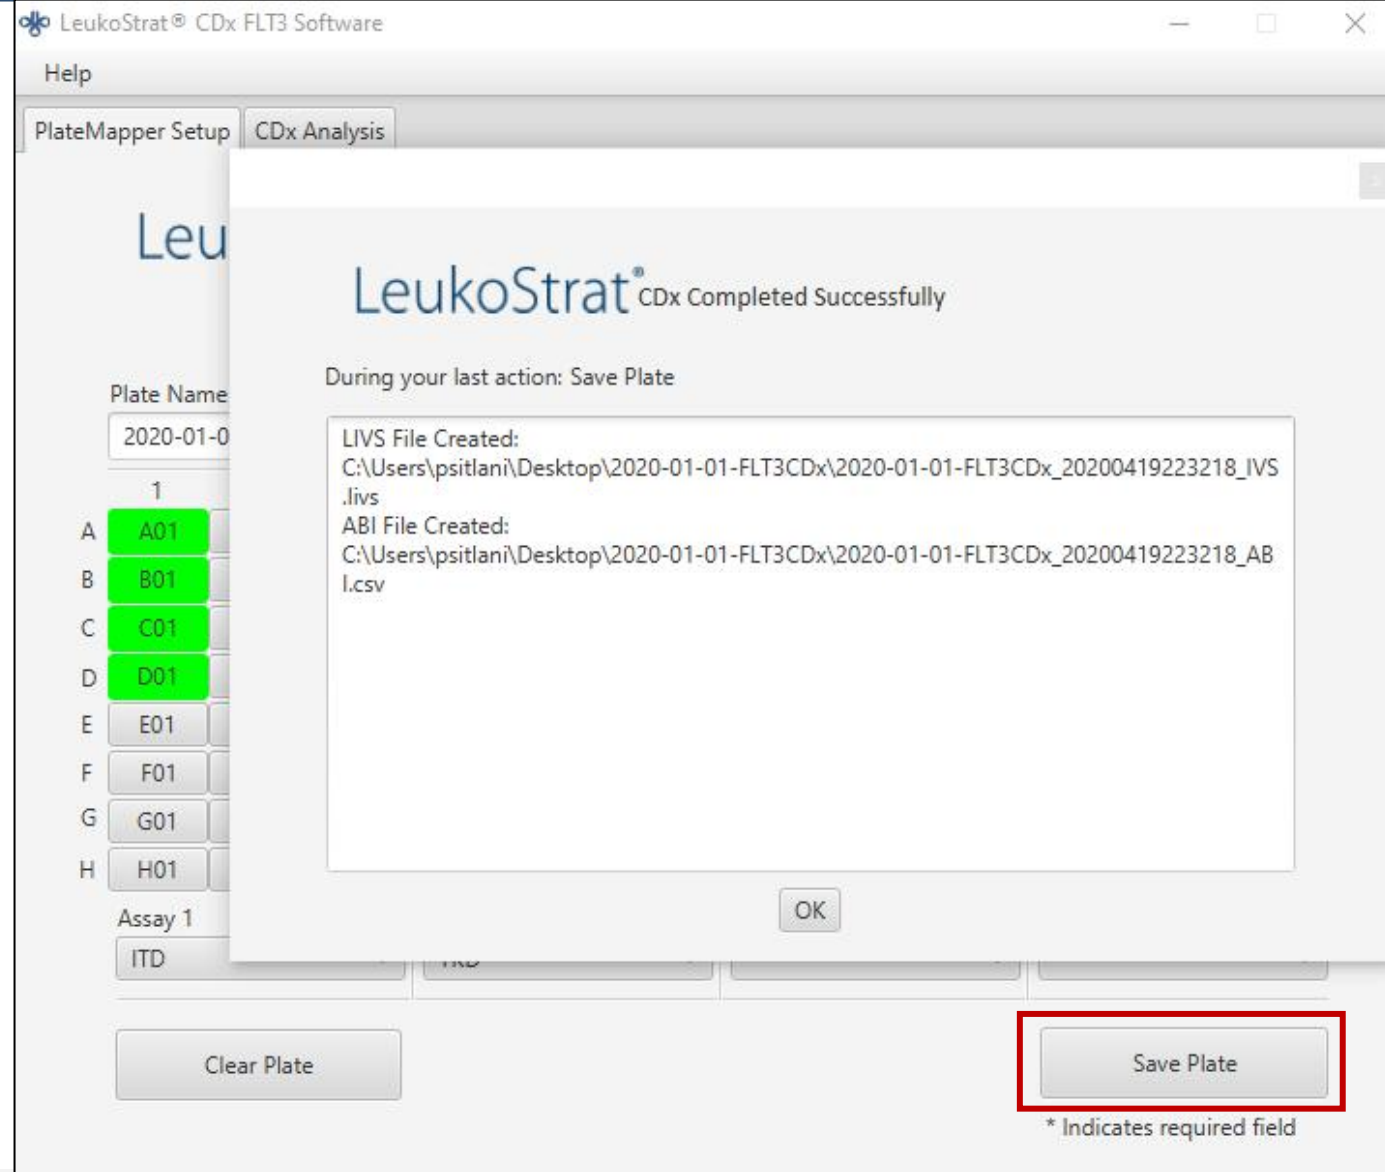 LeukoStrat® CDx FLT3 Software
Help
PlateMapper Setup CDx Analysis
Leu
LeukoStrat® CDx Completed Successfully
During your last action: Save Plate
Plate Name
2020-01-0
LIVS File Created:
C:\Users\psitlani\Desktop\2020-01-01-FLT3CDx\2020-01-01-FLT3CDx_20200419223218_IVS
.livs
ABI File Created:
C:\Users\psitlani\Desktop\2020-01-01-FLT3CDx\2020-01-01-FLT3CDx_20200419223218_AB
I.csv
1
A A01
B B01
C C01
D D01
E E01
F F01
G G01
H H01
OK
Assay 1
ITD
Clear Plate
Save Plate
* Indicates required field